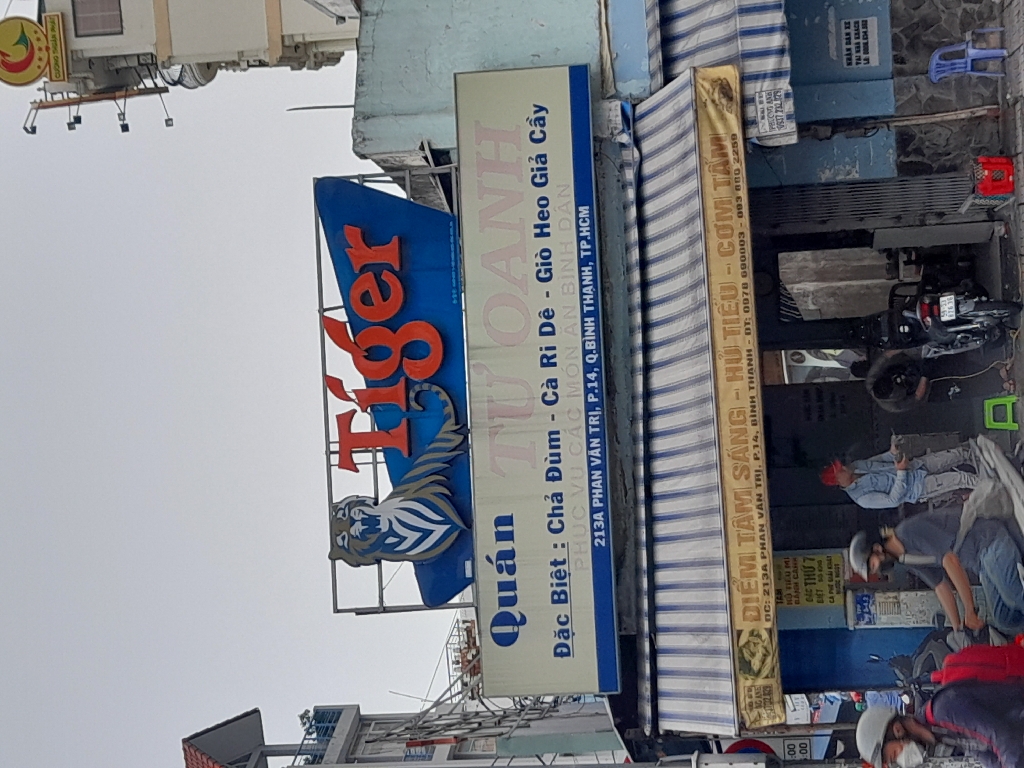 Tiger
Quán TƯ OANH
Đặc Biệt : Chả Đùm - Cà Ri Dê - Giò Heo Giả Cầy
PHỤC VỤ CÁC MÓN ĂN BÌNH DÂN
213A PHAN VĂN TRỊ, P.14, Q.BÌNH THẠNH, TP.HCM
ĐIỂM TÂM SÁNG - HỦ TIẾU - CƠM TẤM
ĐC: 213A PHAN VĂN TRỊ, P.14, BÌNH THẠNH - ĐT: 0978 690003 - 093 880 2259